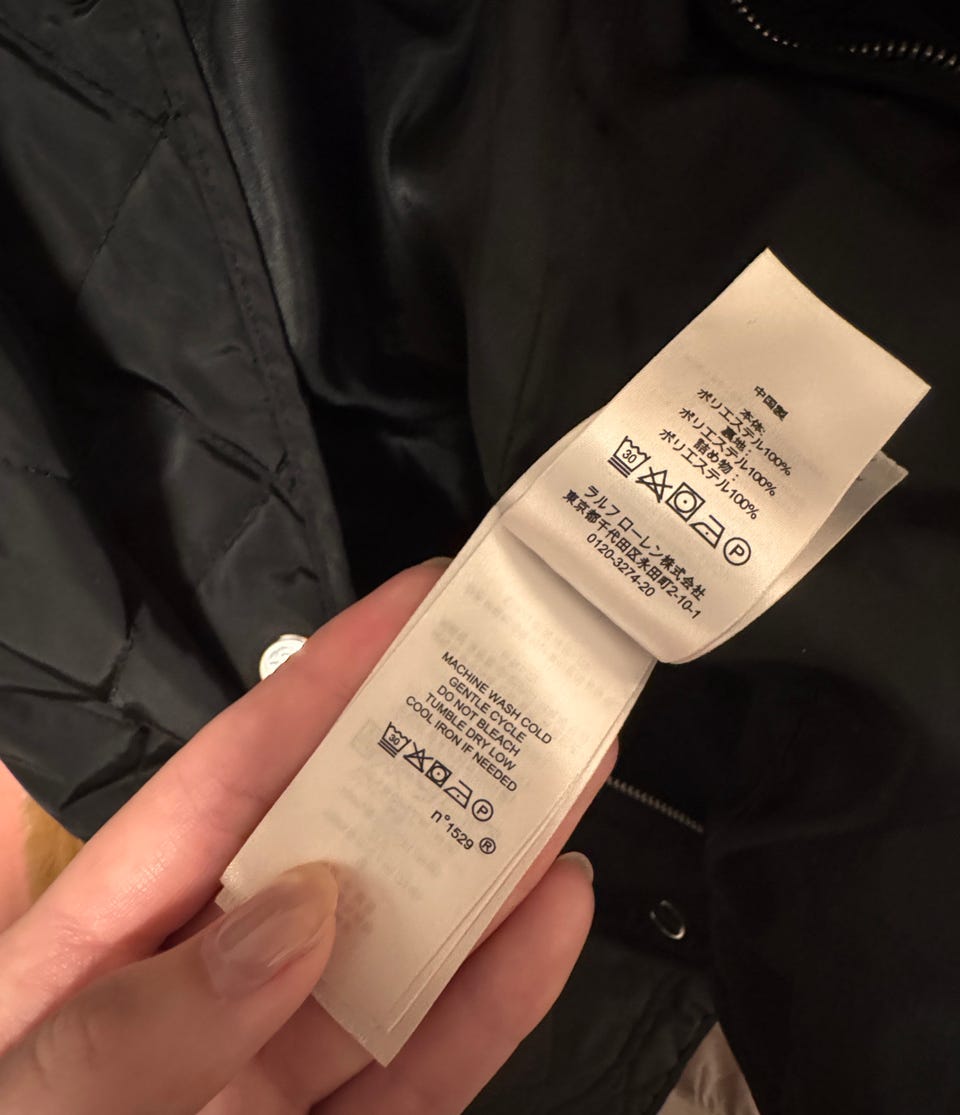 中国製
本体:
ポリエステル100%
裏地:
ポリエステル100%
詰め物:
ポリエステル100%
30 P
ラルフ ローレン株式会社
東京都千代田区永田町2-10-1
0120-3274-20
MACHINE WASH COLD
GENTLE CYCLE
DO NOT BLEACH
TUMBLE DRY LOW
COOL IRON IF NEEDED
30 P
n°1529 ®